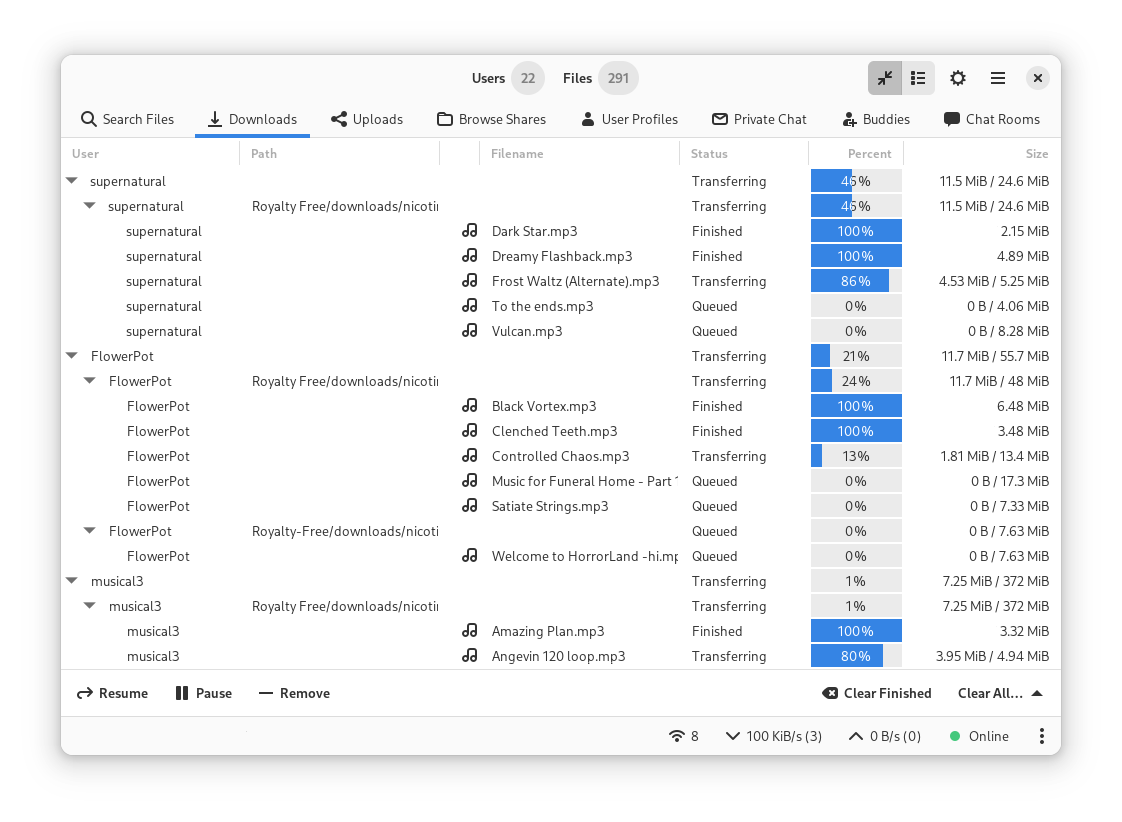 Users 22 Files 291
Search Files Downloads Uploads Browse Shares User Profiles Private Chat Buddies Chat Rooms
User Path Filename Status Percent Size
supernatural Transferring 46% 11.5 MiB / 24.6 MiB
supernatural Royalty Free/downloads/nicotin Transferring 46% 11.5 MiB / 24.6 MiB
supernatural Dark Star.mp3 Finished 100% 2.15 MiB
supernatural Dreamy Flashback.mp3 Finished 100% 4.89 MiB
supernatural Frost Waltz (Alternate).mp3 Transferring 86% 4.53 MiB / 5.25 MiB
supernatural To the ends.mp3 Queued 0% 0 B / 4.06 MiB
supernatural Vulcan.mp3 Queued 0% 0 B / 8.28 MiB
FlowerPot Transferring 21% 11.7 MiB / 55.7 MiB
FlowerPot Royalty Free/downloads/nicotin Transferring 24% 11.7 MiB / 48 MiB
FlowerPot Black Vortex.mp3 Finished 100% 6.48 MiB
FlowerPot Clenched Teeth.mp3 Finished 100% 3.48 MiB
FlowerPot Controlled Chaos.mp3 Transferring 13% 1.81 MiB / 13.4 MiB
FlowerPot Music for Funeral Home - Part 1 Queued 0% 0 B / 17.3 MiB
FlowerPot Satiate Strings.mp3 Queued 0% 0 B / 7.33 MiB
FlowerPot Royalty-Free/downloads/nicotin Queued 0% 0 B / 7.63 MiB
FlowerPot Welcome to HorrorLand -hi.mp Queued 0% 0 B / 7.63 MiB
musical3 Transferring 1% 7.25 MiB / 372 MiB
musical3 Royalty Free/downloads/nicotin Transferring 1% 7.25 MiB / 372 MiB
musical3 Amazing Plan.mp3 Finished 100% 3.32 MiB
musical3 Angevin 120 loop.mp3 Transferring 80% 3.95 MiB / 4.94 MiB
Resume Pause Remove Clear Finished Clear All...
8 100 KiB/s (3) 0 B/s (0) Online